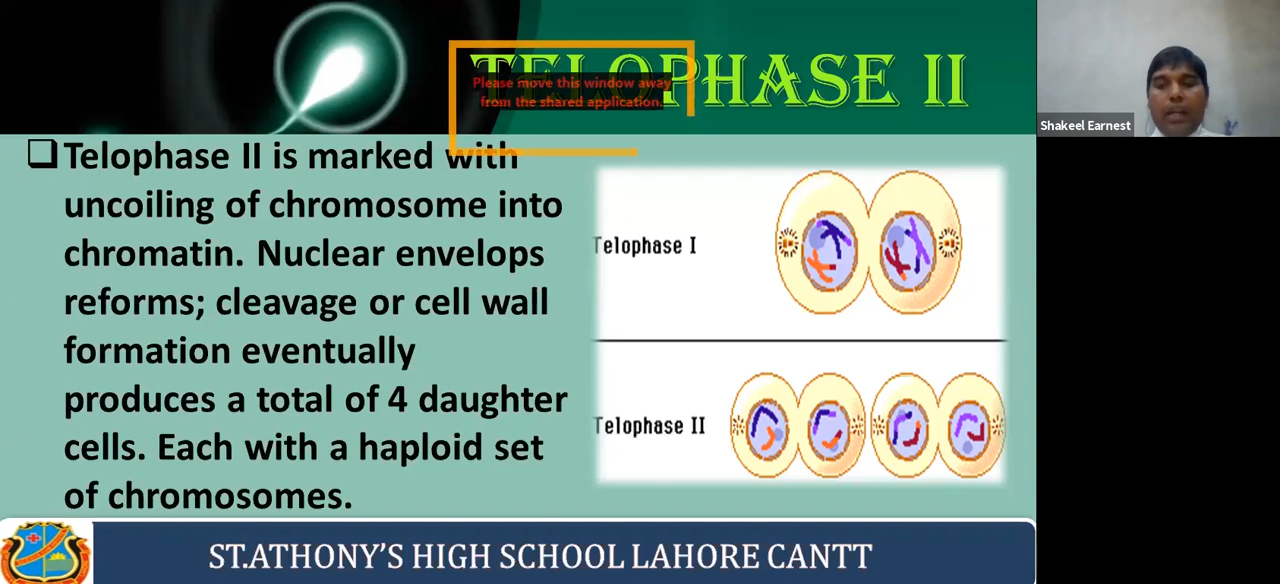 TELOPHASE II
Please move this window away
from the shared application.
Shakeel Earnest
❑Telophase II is marked with
uncoiling of chromosome into
chromatin. Nuclear envelops
reforms; cleavage or cell wall
formation eventually
produces a total of 4 daughter
cells. Each with a haploid set
of chromosomes.
Telophase I
Telophase II
ST.ATHONY'S HIGH SCHOOL LAHORE CANTT